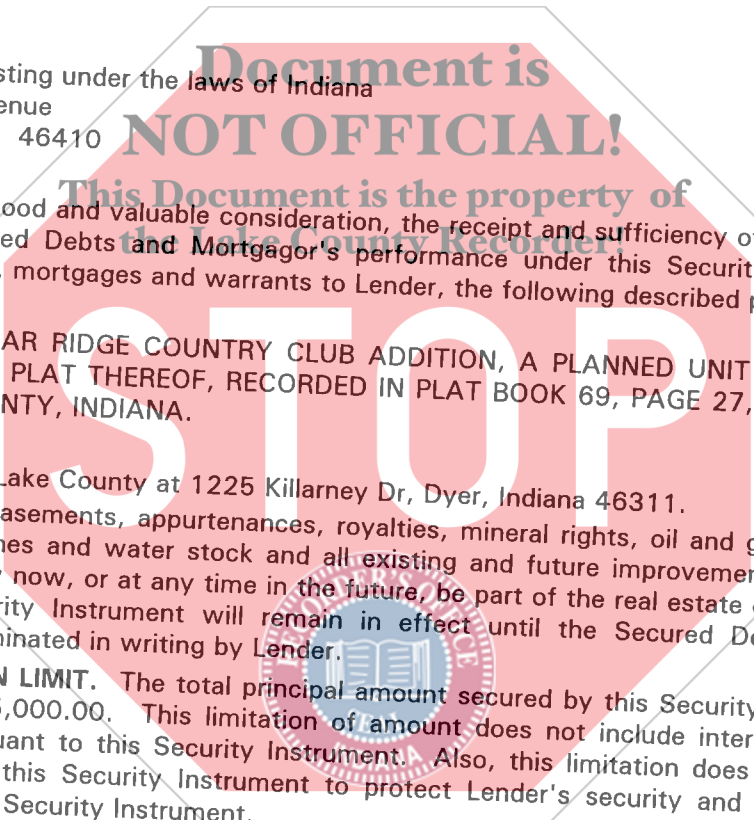 sting under the laws of Indiana
enue
46410
Document is
NOT OFFICIAL!
This Document is the property of
the Lake County Recorder!
ood and valuable consideration, the receipt and sufficiency o
ed Debts and Mortgagor's performance under this Securit
, mortgages and warrants to Lender, the following described p
AR RIDGE COUNTRY CLUB ADDITION, A PLANNED UNIT
PLAT THEREOF, RECORDED IN PLAT BOOK 69, PAGE 27,
NTY, INDIANA.
STOP
Lake County at 1225 Killarney Dr, Dyer, Indiana 46311.
asements, appurtenances, royalties, mineral rights, oil and g
nes and water stock and all existing and future improvemen
y now, or at any time in the future, be part of the real estate
rity Instrument will remain in effect until the Secured De
minated in writing by Lender.
N LIMIT. The total principal amount secured by this Security
5,000.00. This limitation of amount does not include inter
uant to this Security Instrument. Also, this limitation does
this Security Instrument to protect Lender's security and
Security Instrument.
RECORDER'S OFFICE
INDIANA